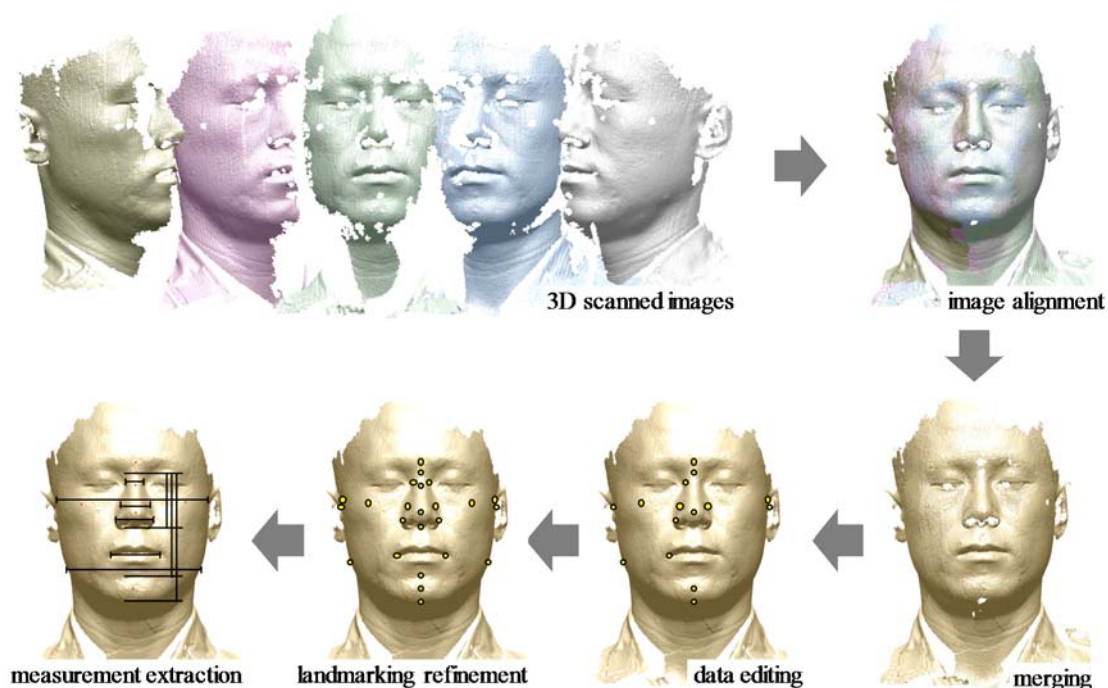 3D scanned images
image alignment
measurement extraction
landmarking refinement
data editing
merging